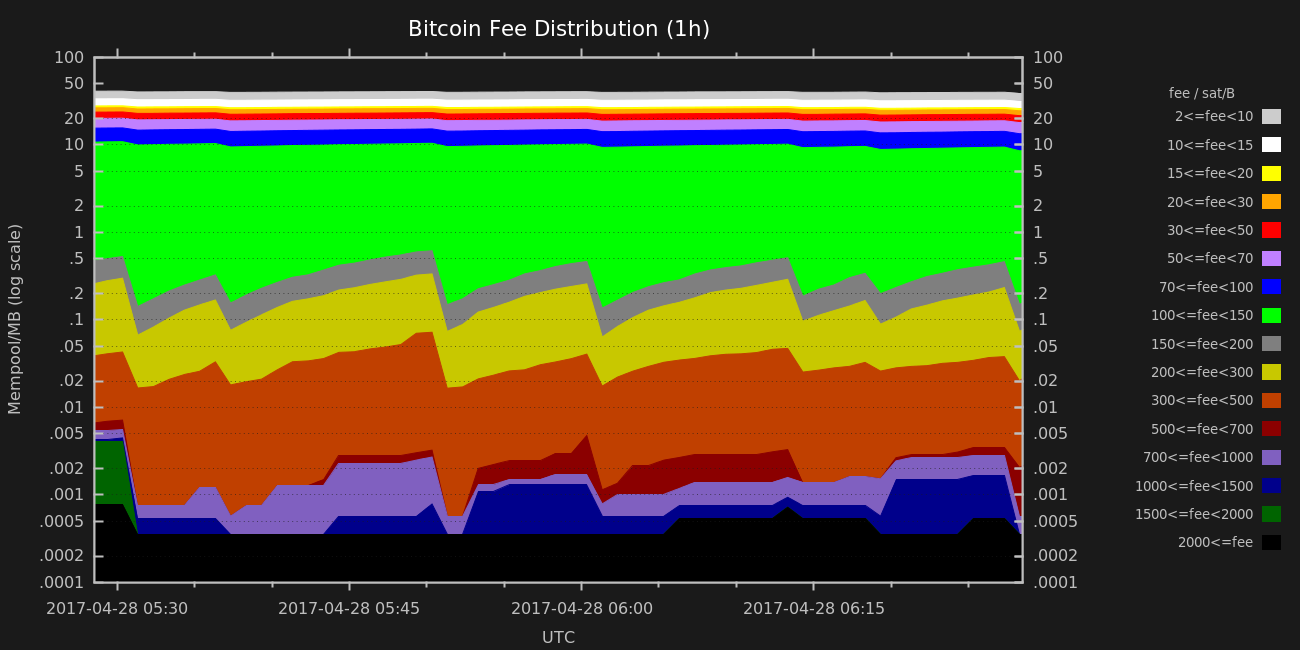 Bitcoin Fee Distribution (1h)
100
50
20
10
5
2
1
.5
.2
.1
.05
.02
.01
.005
.002
.001
.0005
.0002
.0001
Mempool/MB (log scale)
100
50
20
10
5
2
1
.5
.2
.1
.05
.02
.01
.005
.002
.001
.0005
.0002
.0001
2017-04-28 05:30
2017-04-28 05:45
2017-04-28 06:00
2017-04-28 06:15
UTC
fee / sat/B
2<=fee<10
10<=fee<15
15<=fee<20
20<=fee<30
30<=fee<50
50<=fee<70
70<=fee<100
100<=fee<150
150<=fee<200
200<=fee<300
300<=fee<500
500<=fee<700
700<=fee<1000
1000<=fee<1500
1500<=fee<2000
2000<=fee